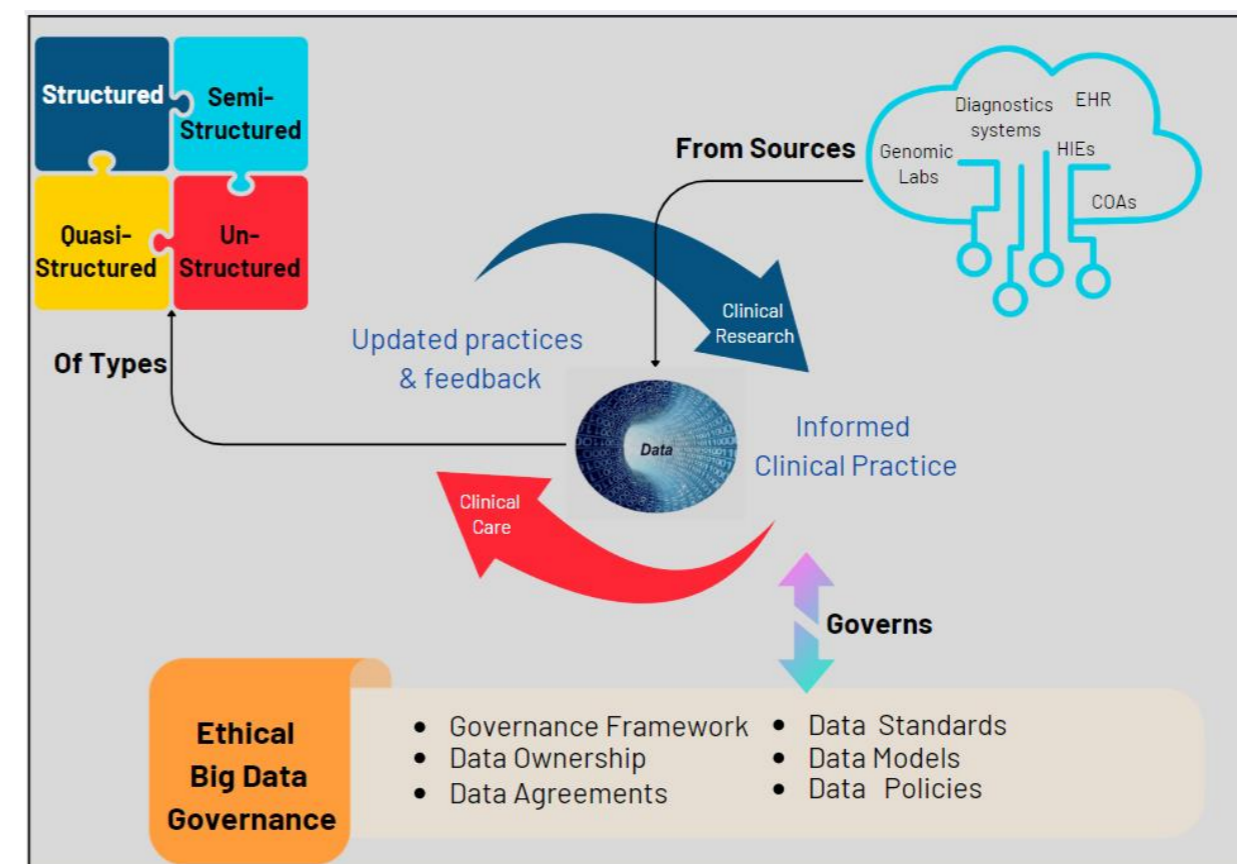 Structured
Semi-
Structured
Quasi-
Structured
Un-
Structured
Of Types
From Sources
Diagnostics
systems
EHR
Genomic
Labs
HIEs
COAs
Clinical
Research
Updated practices
& feedback
Data
Informed
Clinical Practice
Clinical
Care
Governs
Ethical
Big Data
Governance
• Governance Framework
• Data Ownership
• Data Agreements
• Data Standards
• Data Models
• Data Policies